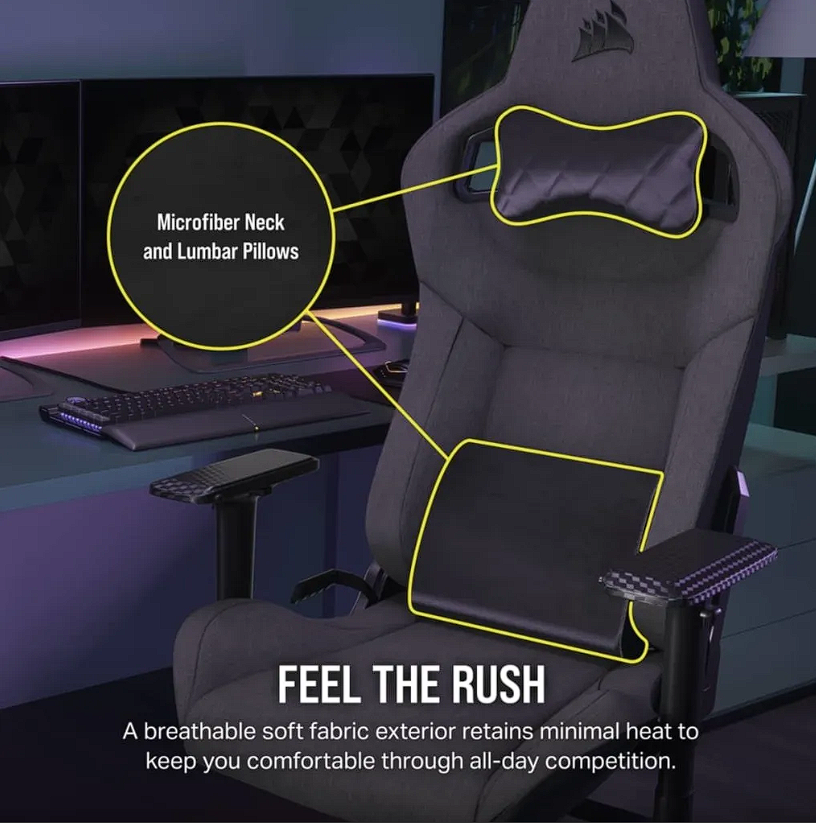 Microfiber Neck
and Lumbar Pillows
FEEL THE RUSH
A breathable soft fabric exterior retains minimal heat to
keep you comfortable through all-day competition.